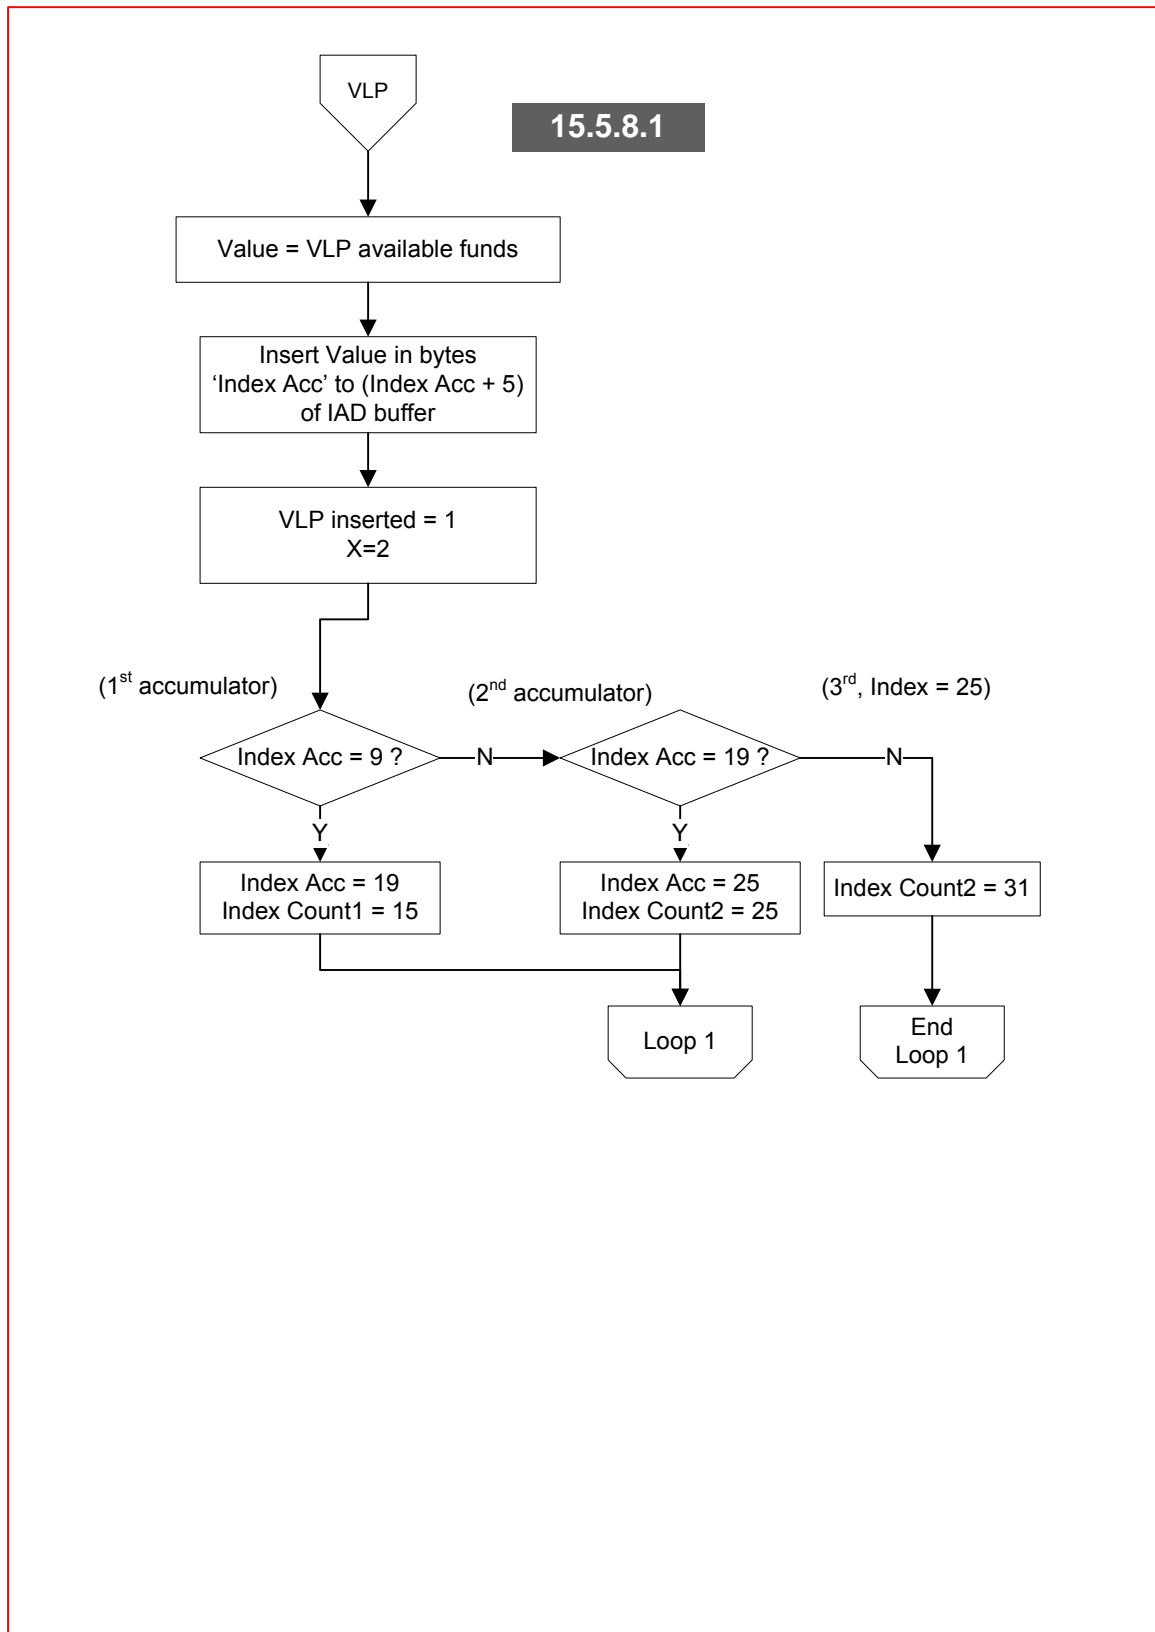 VLP
15.5.8.1
Value = VLP available funds
Insert Value in bytes
‘Index Acc’ to (Index Acc + 5)
of IAD buffer
VLP inserted = 1
X=2
(1st accumulator)
(2nd accumulator)
(3rd, Index = 25)
Index Acc = 9 ?
N
Index Acc = 19 ?
N
Y
Y
Index Acc = 19
Index Count1 = 15
Index Acc = 25
Index Count2 = 25
Index Count2 = 31
Loop 1
End
Loop 1